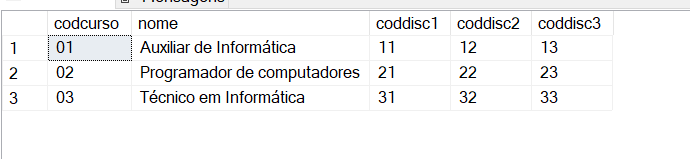 Mensagens
codcurso nome coddisc1 coddisc2 coddisc3
1 01 Auxiliar de Informática 11 12 13
2 02 Programador de computadores 21 22 23
3 03 Técnico em Informática 31 32 33